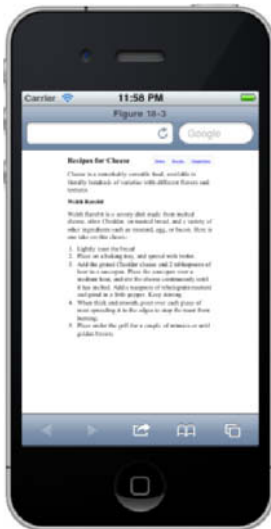 Carrier 11:58 PM
Figure 18-3
Google
Recipes for Cheese
Cheese is a remarkably versatile food, available in
literally hundreds of varieties with different flavors and
textures.
Welsh Rarebit
Welsh Rarebit is a savory dish made from melted
cheese, often Cheddar, on toasted bread, and a variety of
other ingredients such as mustard, egg, or bacon. Here is
one take on this classic.
1. Lightly toast the bread
2. Place on a baking tray, and spread with butter.
3. Add the grated Cheddar cheese and 2 tablespoons of
beer to a saucepan. Place the saucepan over a
medium heat, and stir the cheese continuously until
it has melted. Add a teaspoon of wholegrain mustard
and grind in a little pepper. Keep stirring.
4. When thick and smooth, pour over each piece of
toast spreading it to the edges to stop the toast from
burning.
5. Place under the grill for a couple of minutes or until
golden brown.